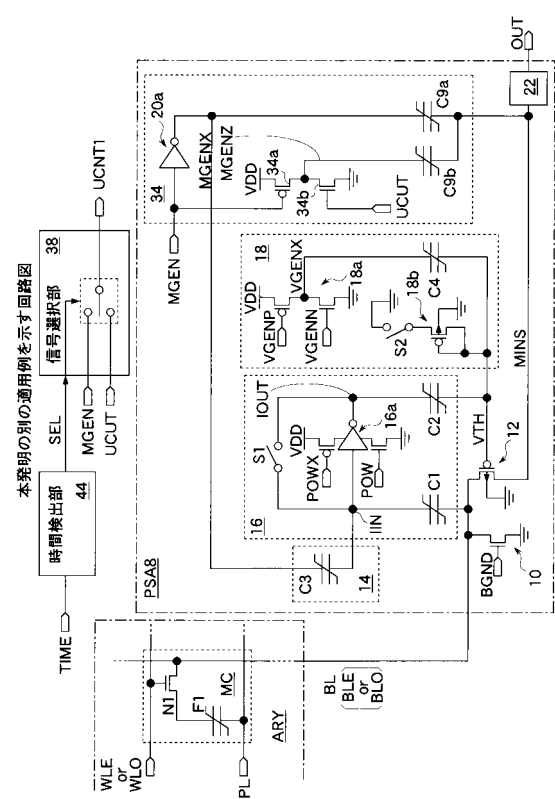 本発明の別の適用例を示す回路図
TIME
時間検出部
44
SEL
MGEN
UCUT
信号選択部
38
UCNT1
WLE
or
WLO
PL
N1
F1
MC
ARY
BL
BLE
or
BLO
PSA8
C3
14
16
S1
IOUT
POWX
VDD
POW
16a
IIN
C1
C2
VTH
12
BGND
10
MINS
18
VDD
VGENP
VGENN
VGENX
18a
S2
18b
C4
MGEN
34
20a
MGENX
MGENZ
VDD
34a
34b
UCUT
C9a
C9b
22
OUT